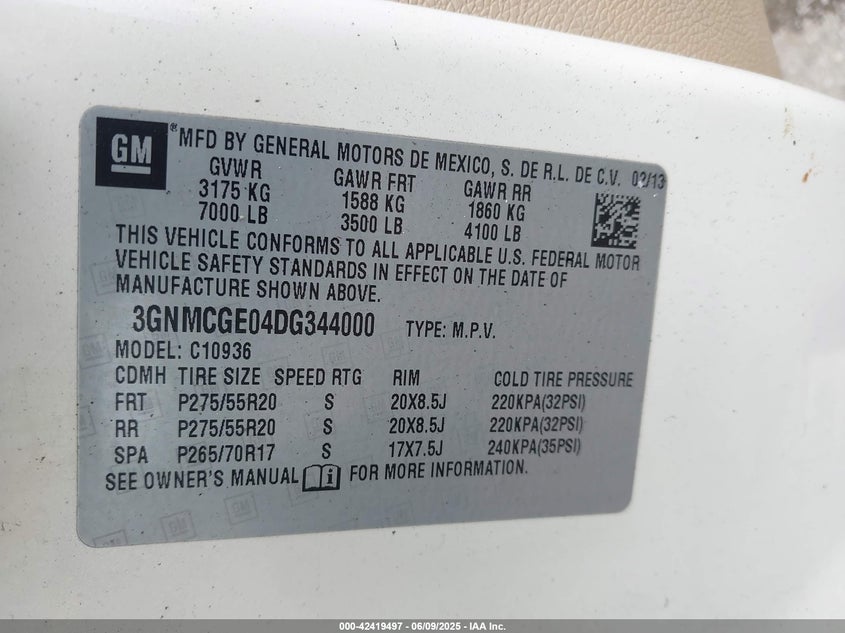 GM ® MFD BY GENERAL MOTORS DE MEXICO, S. DE R.L. DE C.V. 02/13
GVWR GAWR FRT GAWR RR
3175 KG 1588 KG 1860 KG
7000 LB 3500 LB 4100 LB
THIS VEHICLE CONFORMS TO ALL APPLICABLE U.S. FEDERAL MOTOR
VEHICLE SAFETY STANDARDS IN EFFECT ON THE DATE OF
MANUFACTURE SHOWN ABOVE.
3GNMCGE04DG344000 TYPE: M.P.V.
MODEL: C10936
CDMH TIRE SIZE SPEED RTG RIM COLD TIRE PRESSURE
FRT P275/55R20 S 20X8.5J 220KPA(32PSI)
RR P275/55R20 S 20X8.5J 220KPA(32PSI)
SPA P265/70R17 S 17X7.5J 240KPA(35PSI)
SEE OWNER'S MANUAL FOR MORE INFORMATION.
000-42419497 - 06/09/2025 - IAA Inc.